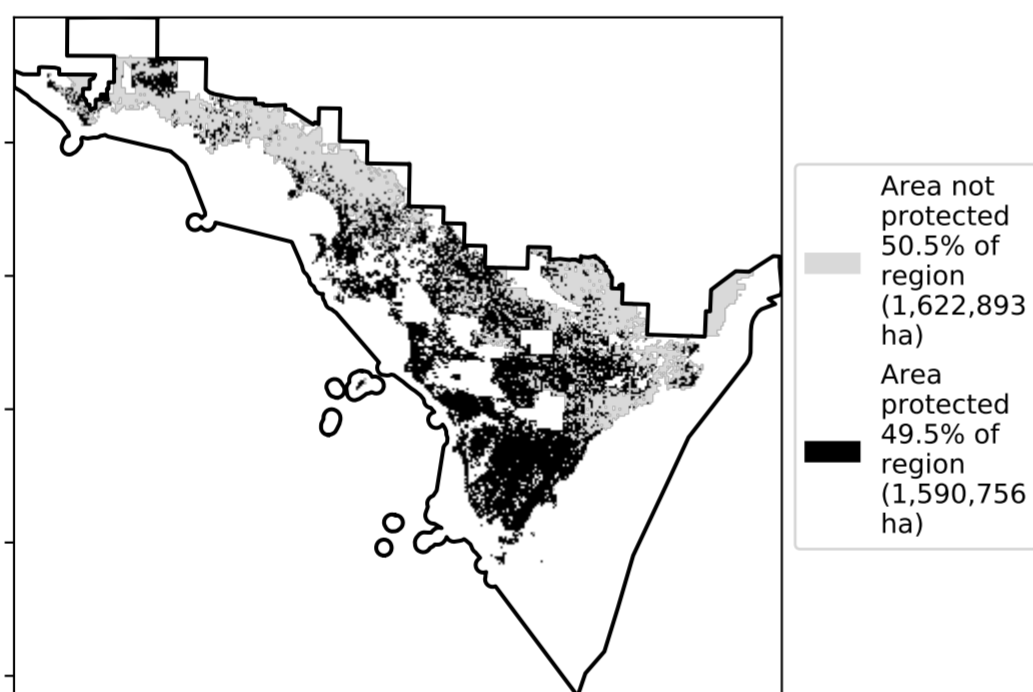 Area not
protected
50.5% of
region
(1,622,893
ha)
Area
protected
49.5% of
region
(1,590,756
ha)